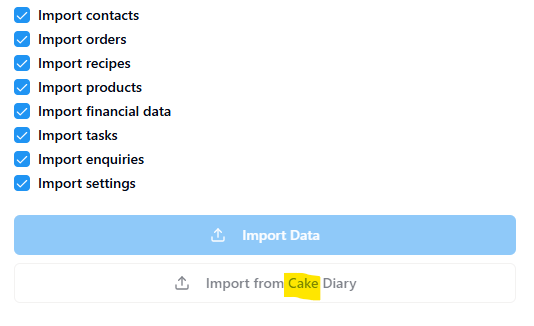 Import contacts
Import orders
Import recipes
Import products
Import financial data
Import tasks
Import enquiries
Import settings
Import Data
Import from Cake Diary